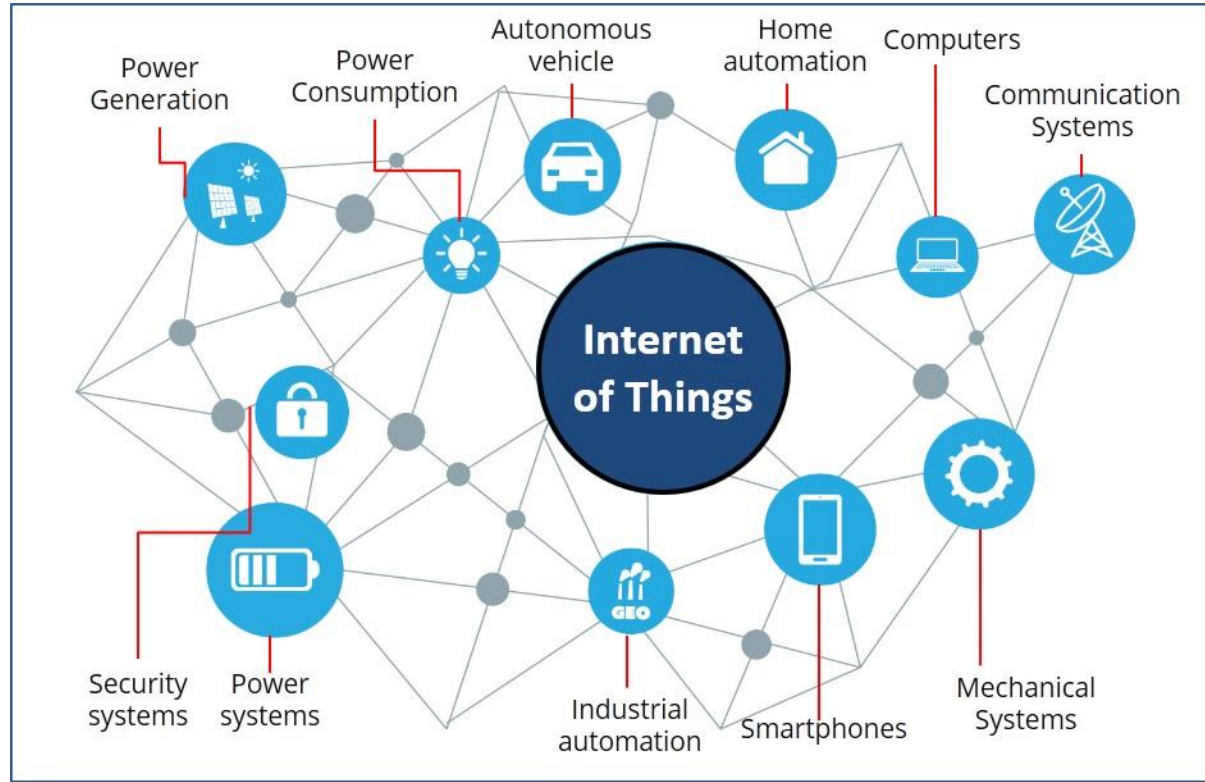 Power
Generation
Power
Consumption
Autonomous
vehicle
Home
automation
Computers
Communication
Systems
Internet
of Things
GEO
Security
systems
Power
systems
Industrial
automation
Smartphones
Mechanical
Systems